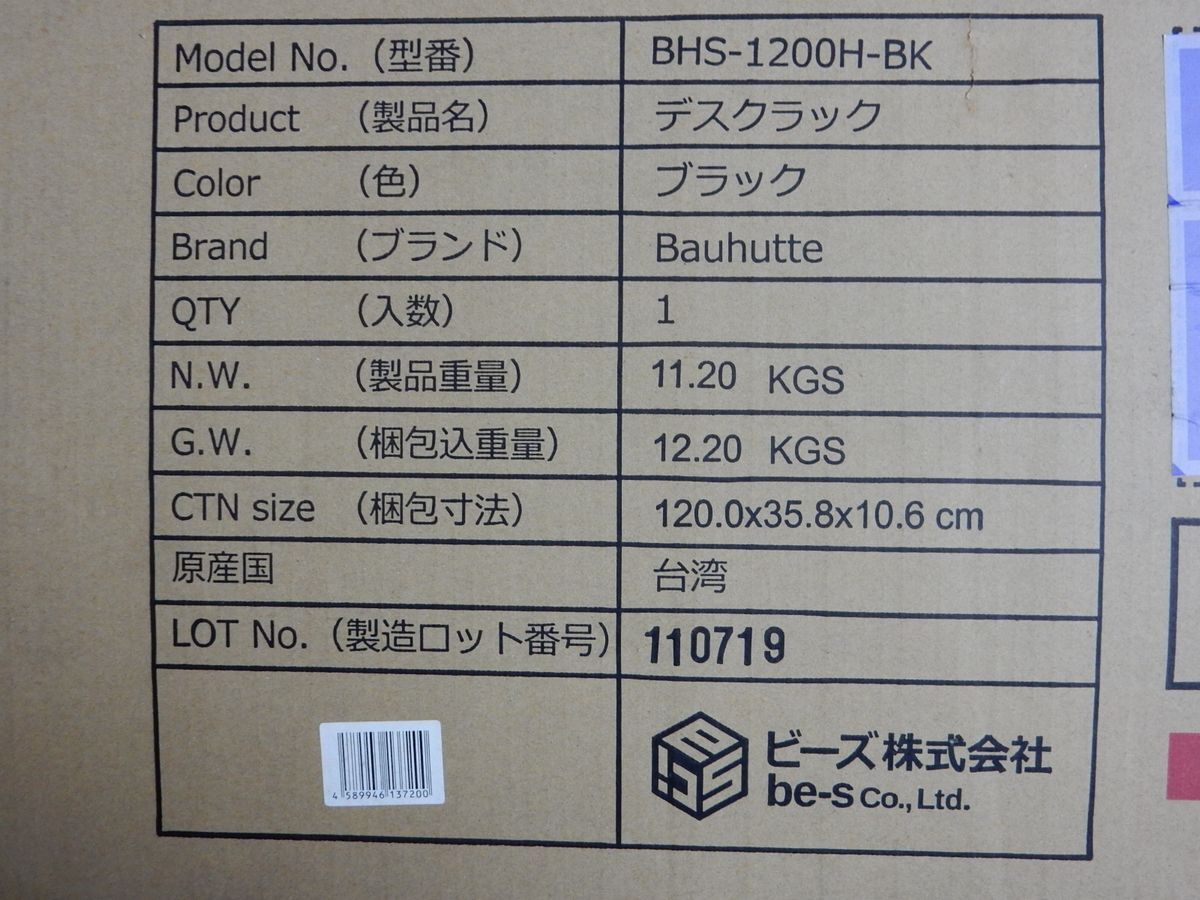 Model No. (型番) BHS-1200H-BK
Product (製品名) デスクラック
Color (色) ブラック
Brand (ブランド) Bauhutte
QTY (入数) 1
N.W. (製品重量) 11.20 KGS
G.W. (梱包込重量) 12.20 KGS
CTN size (梱包寸法) 120.0x35.8x10.6 cm
原産国 台湾
LOT No. (製造ロット番号) 110719
4 589946 137200
ビーズ株式会社
be-s Co., Ltd.